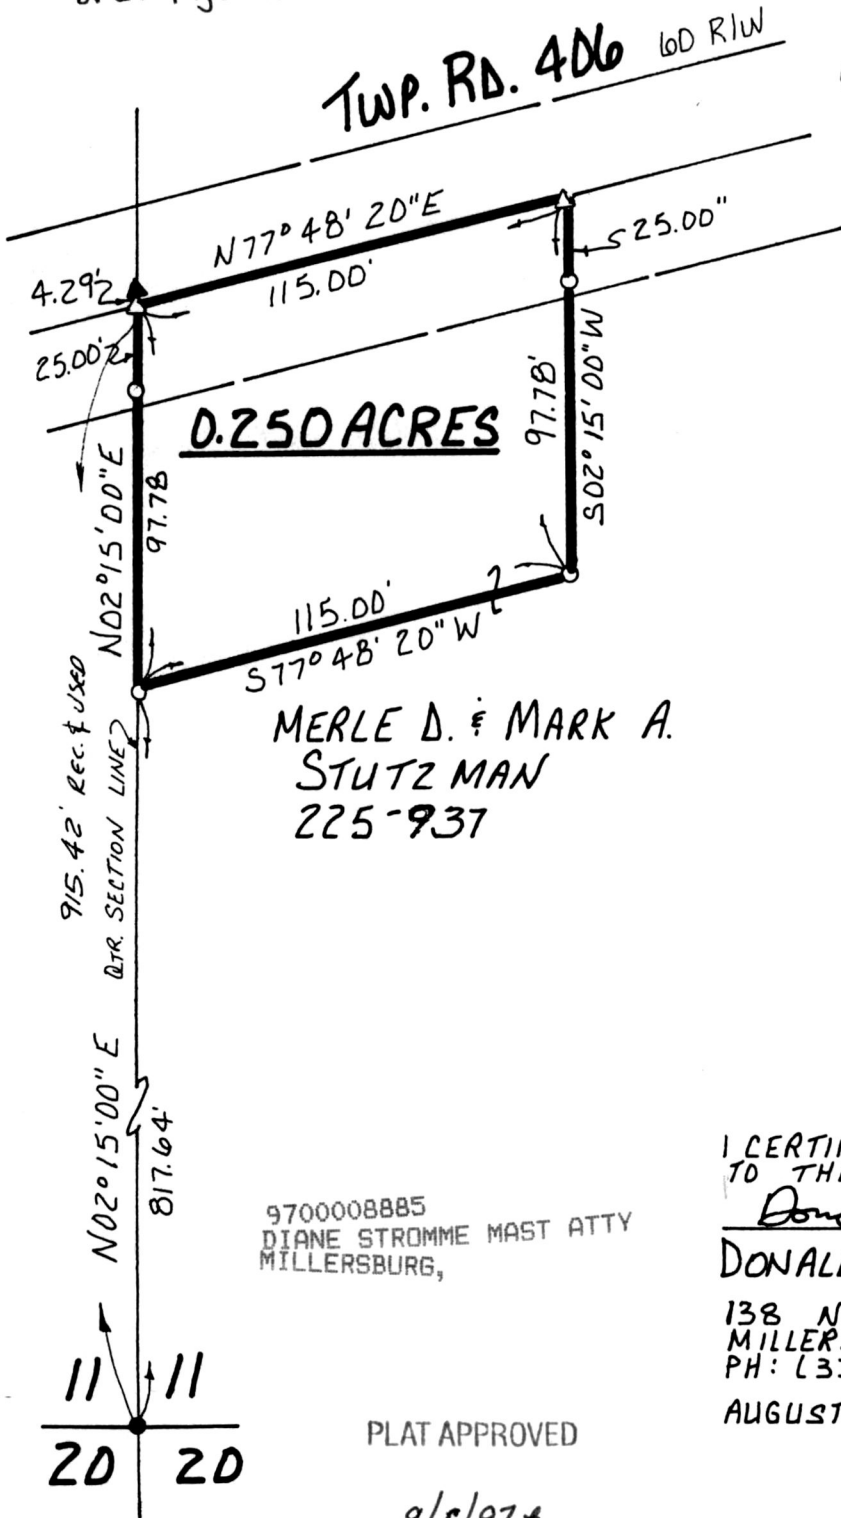 TWP. RD. 406 60 R/W
N77° 48' 20"E
115.00'
25.00"
4.29'
25.00'
0.250 ACRES
97.78'
S02° 15' 00"W
N02°15'00"E
97.78
115.00'
S77° 48' 20" W
MERLE D. & MARK A.
STUTZMAN
225-937
915.42' REC. & USED
QTR. SECTION LINE
N02° 15'00" E
817.64'
9700008885
DIANE STROMME MAST ATTY
MILLERSBURG,
I CERTI
TO TH
DONAL
138 N
MILLER
PH: (33
AUGUST
11 11
20 20
PLAT APPROVED